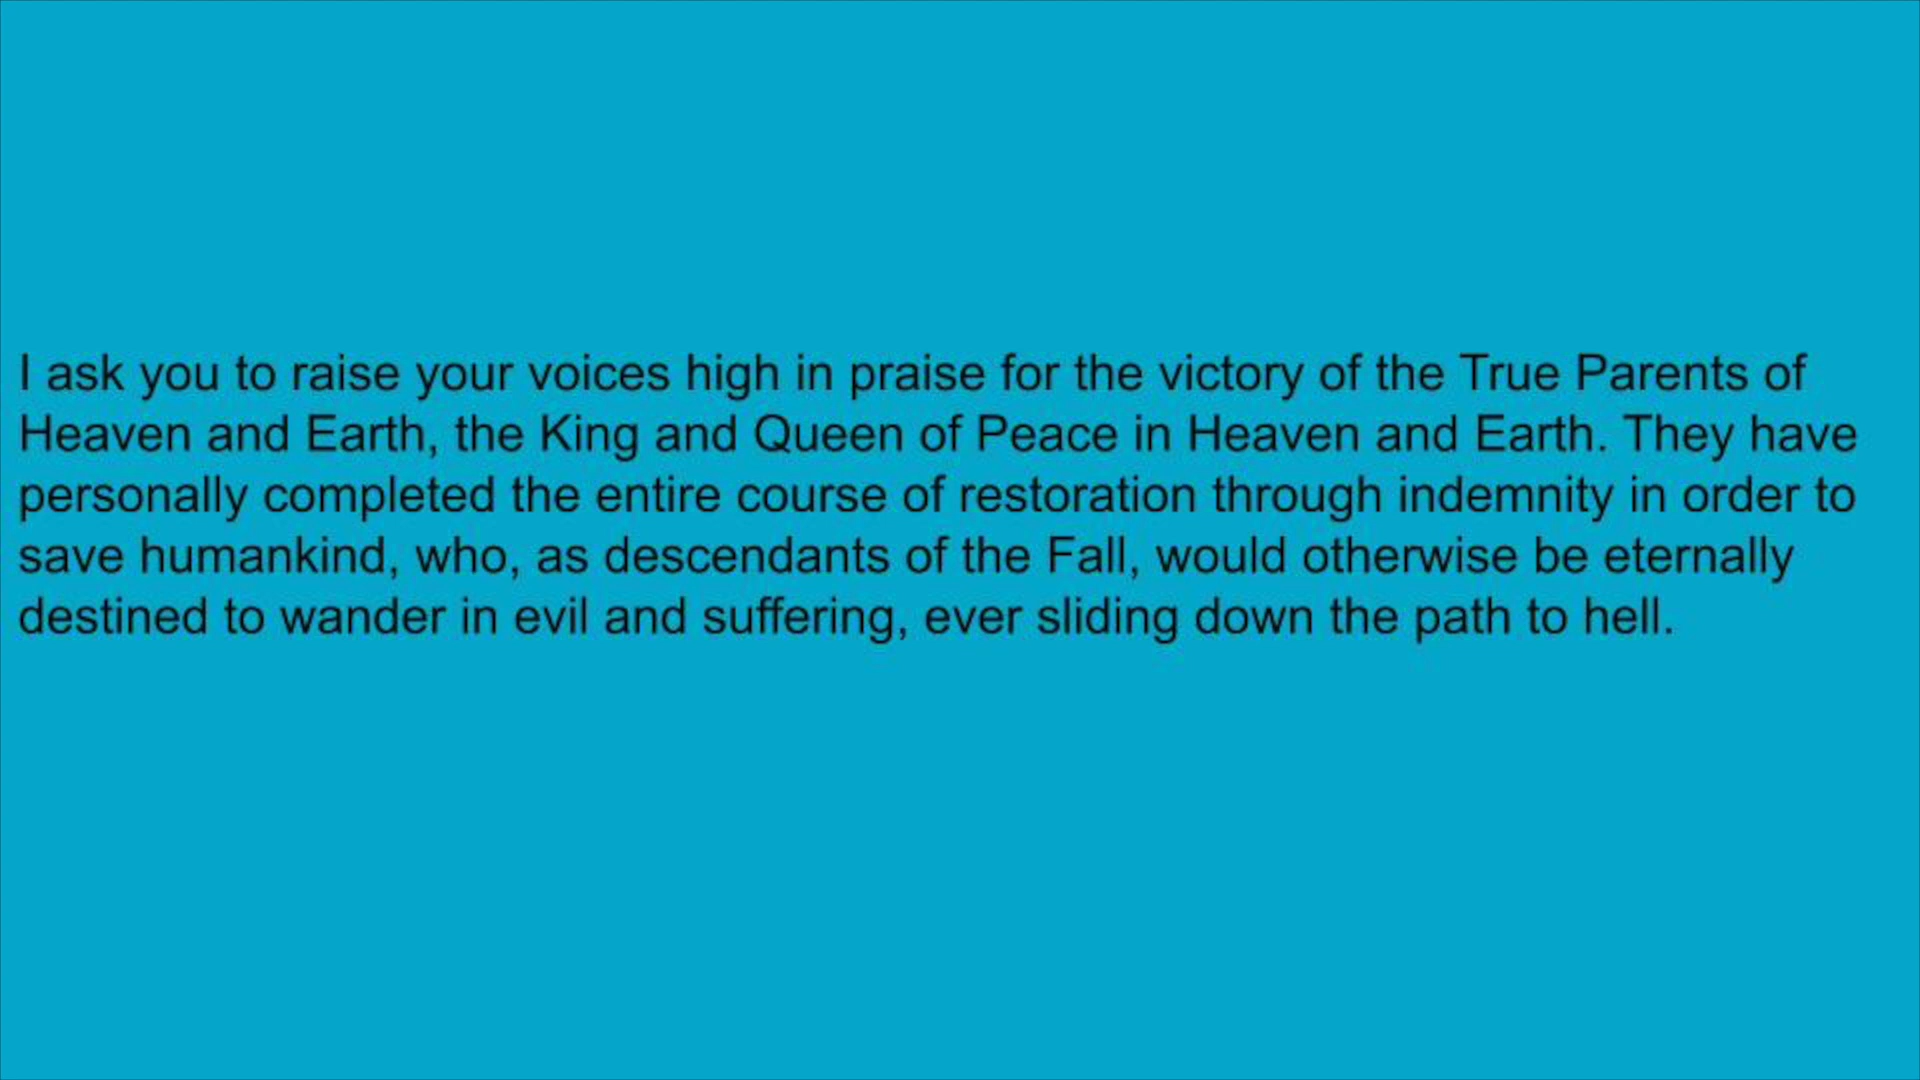 I ask you to raise your voices high in praise for the victory of the True Parents of
Heaven and Earth, the King and Queen of Peace in Heaven and Earth. They have
personally completed the entire course of restoration through indemnity in order to
save humankind, who, as descendants of the Fall, would otherwise be eternally
destined to wander in evil and suffering, ever sliding down the path to hell.